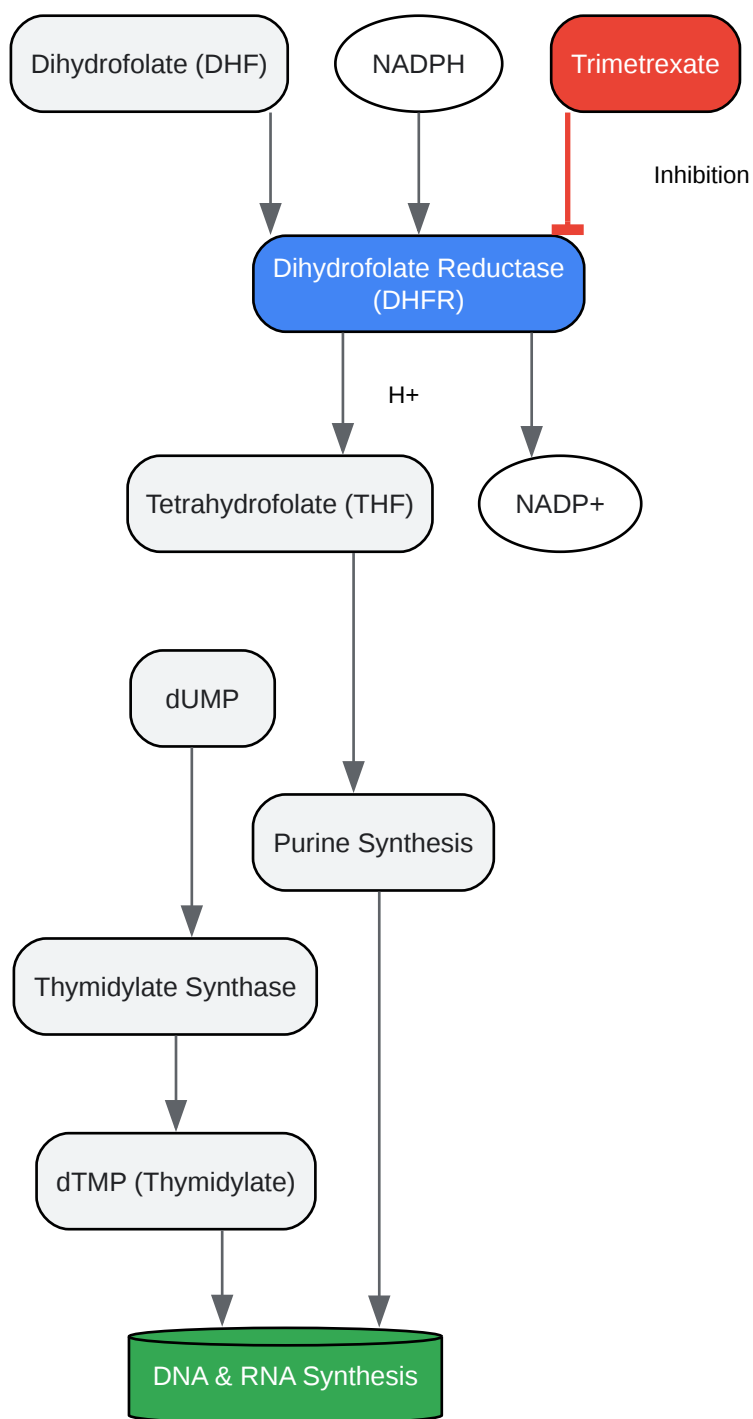 Dihydrofolate (DHF)
NADPH
Trimetrexate
Inhibition
Dihydrofolate Reductase
(DHFR)
H+
Tetrahydrofolate (THF)
NADP+
dUMP
Purine Synthesis
Thymidylate Synthase
dTMP (Thymidylate)
DNA & RNA Synthesis